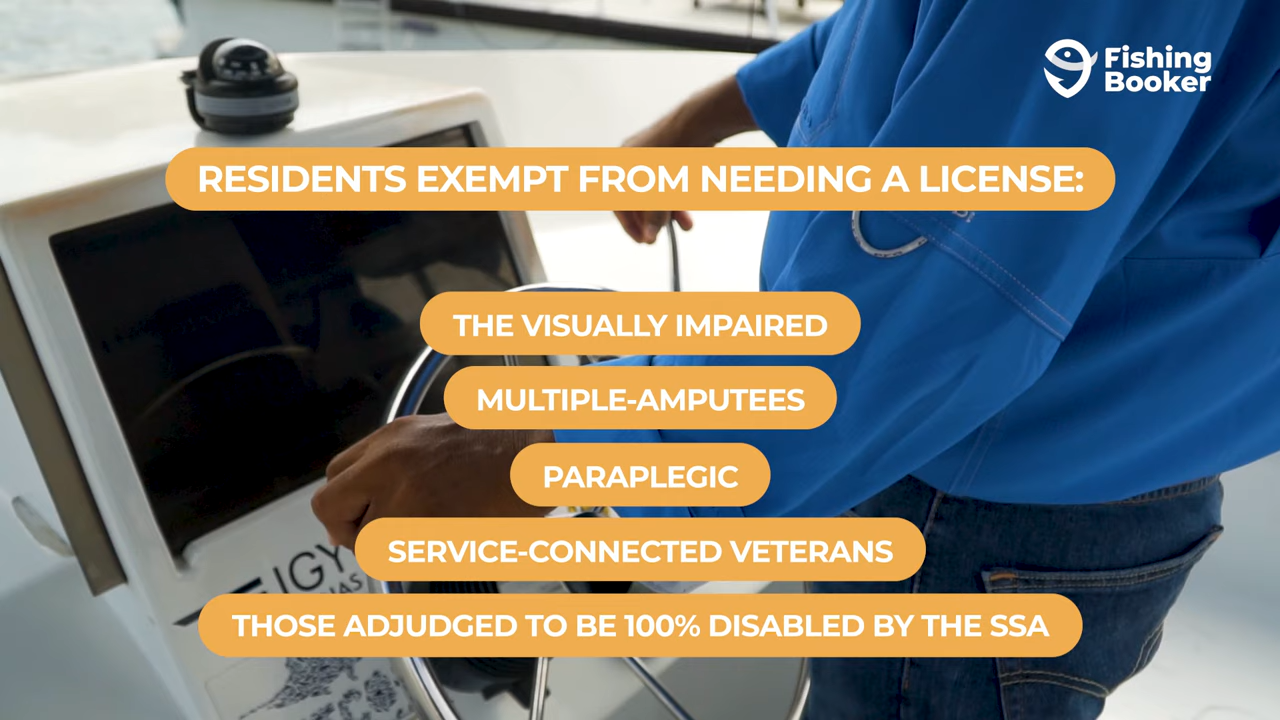 Fishing
Booker
RESIDENTS EXEMPT FROM NEEDING A LICENSE:
THE VISUALLY IMPAIRED
MULTIPLE-AMPUTEES
PARAPLEGIC
SERVICE-CONNECTED VETERANS
THOSE ADJUDGED TO BE 100% DISABLED BY THE SSA
IGY